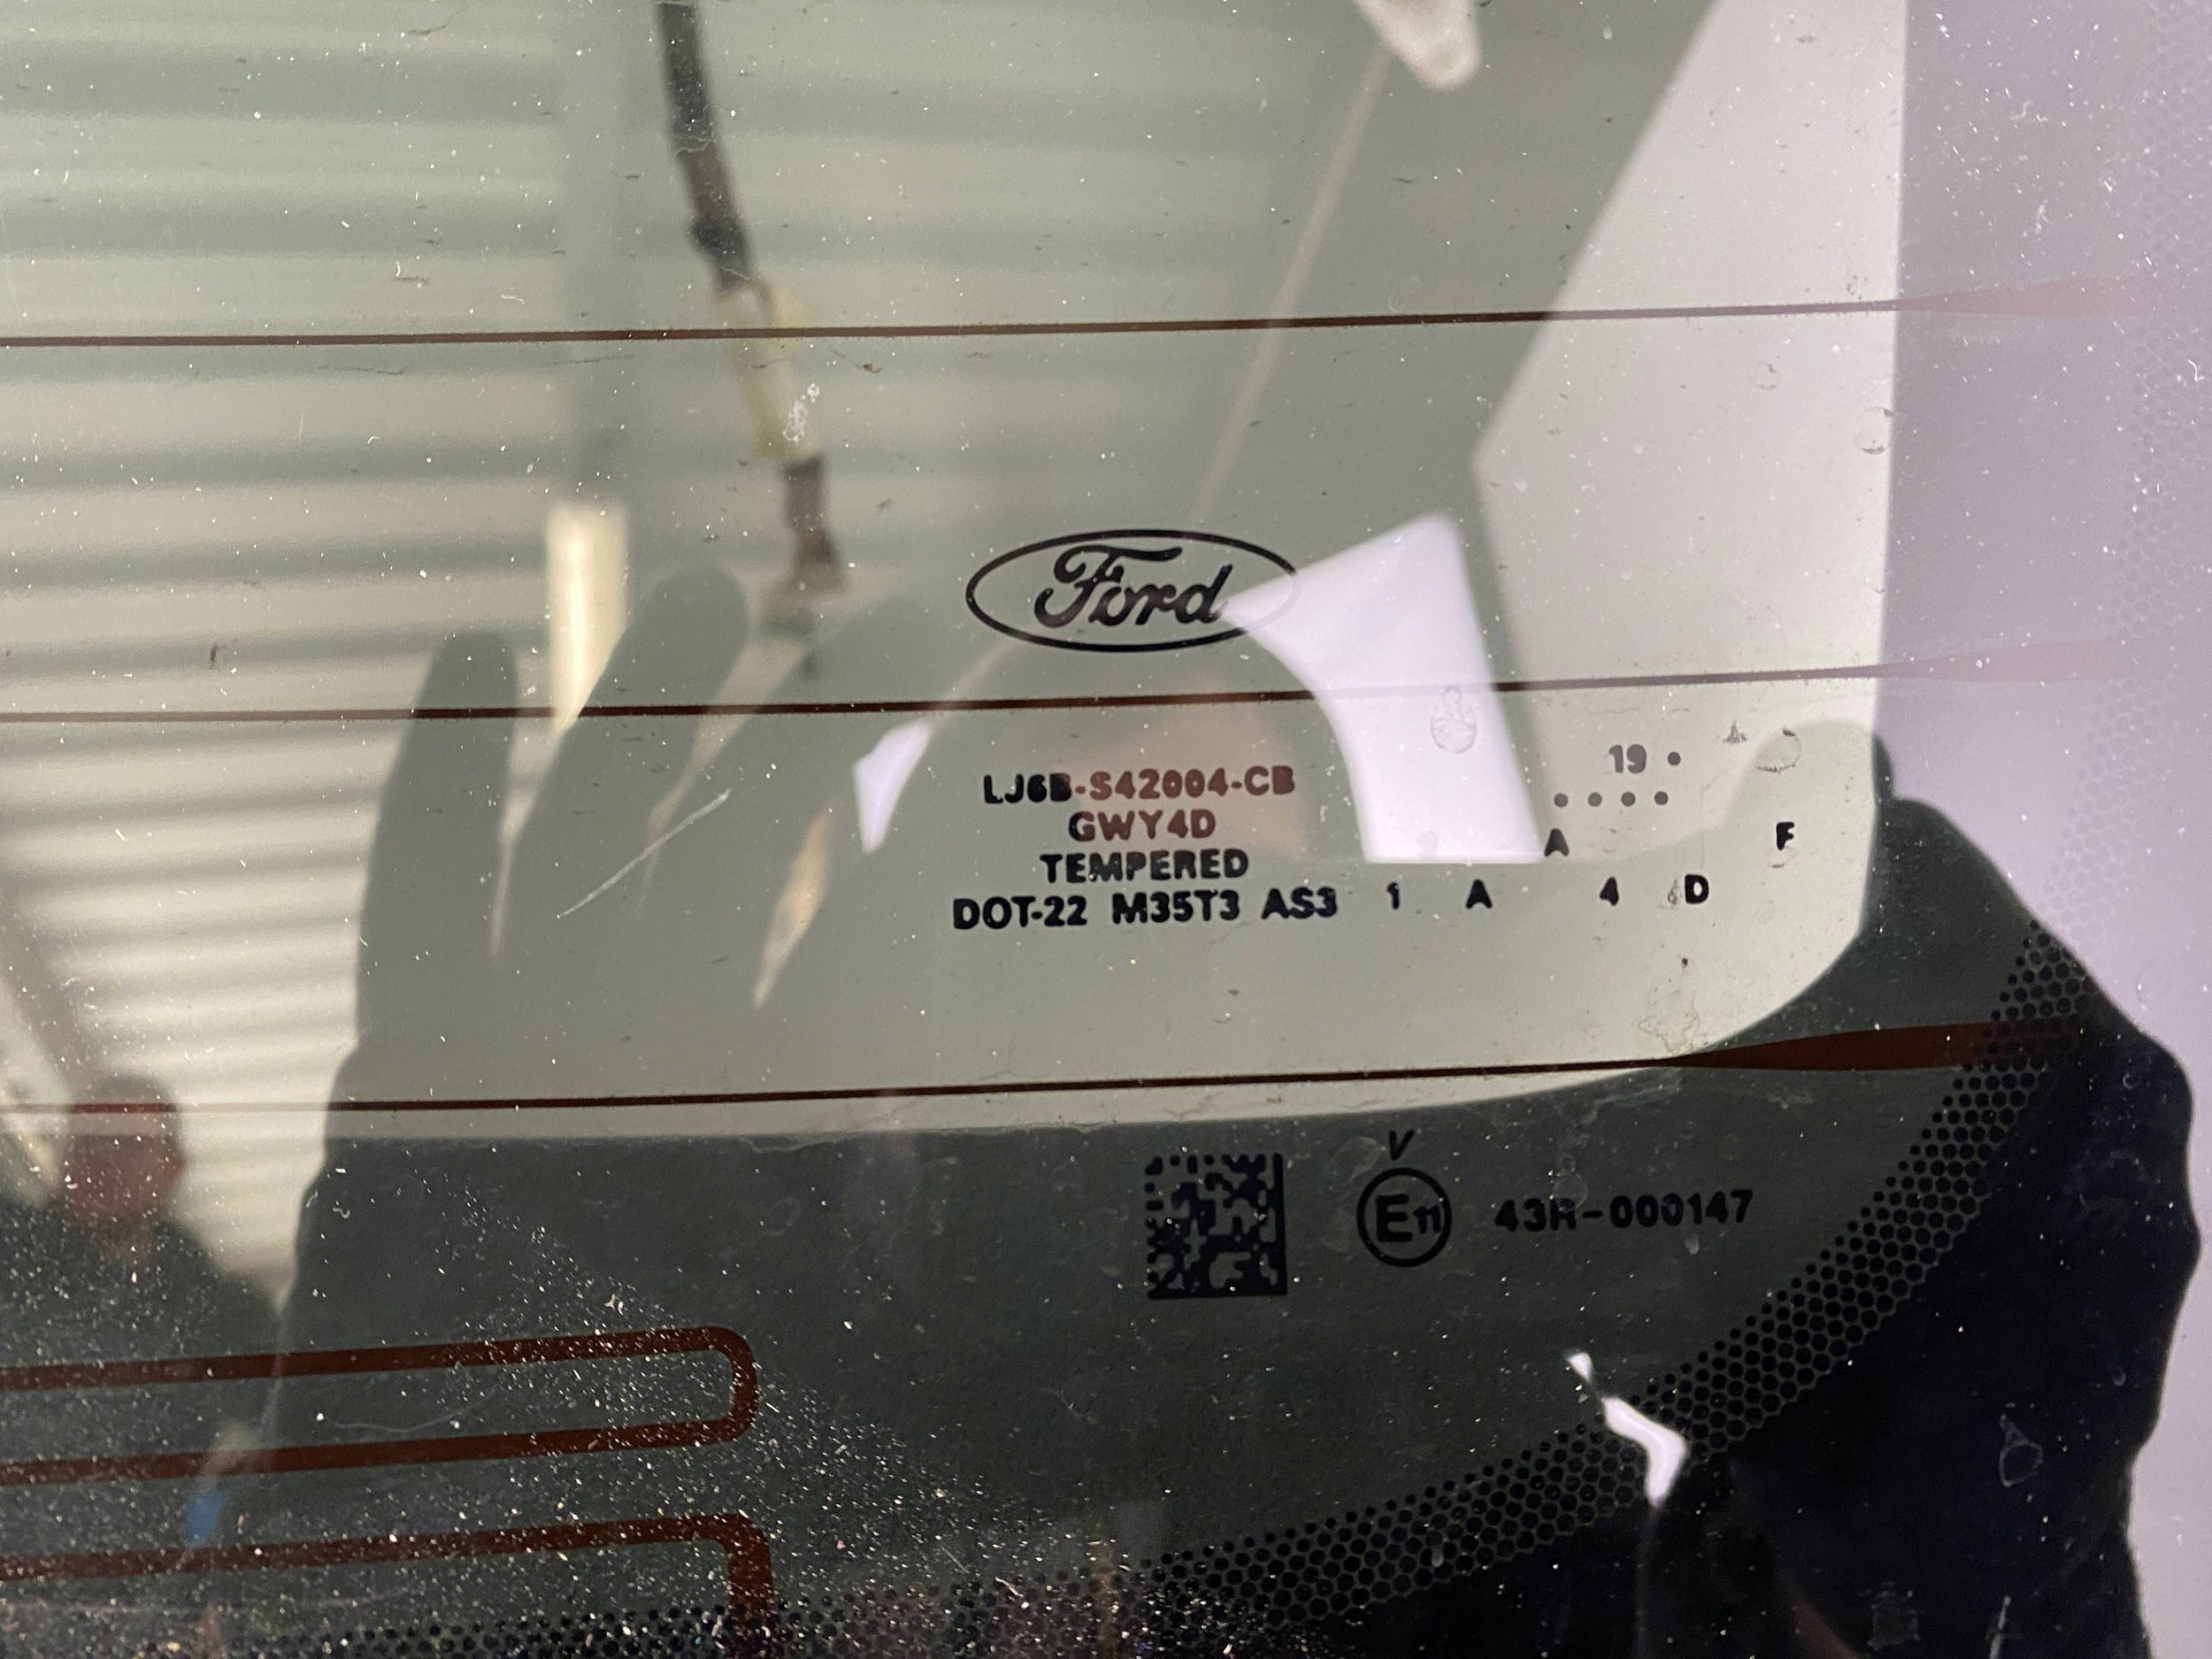 Ford
19 •
• • • •
LJ6B-S42004-CB
GWY4D
A F
TEMPERED
DOT-22 M35T3 AS3 1 A 4 D
V
E11 43R-000147